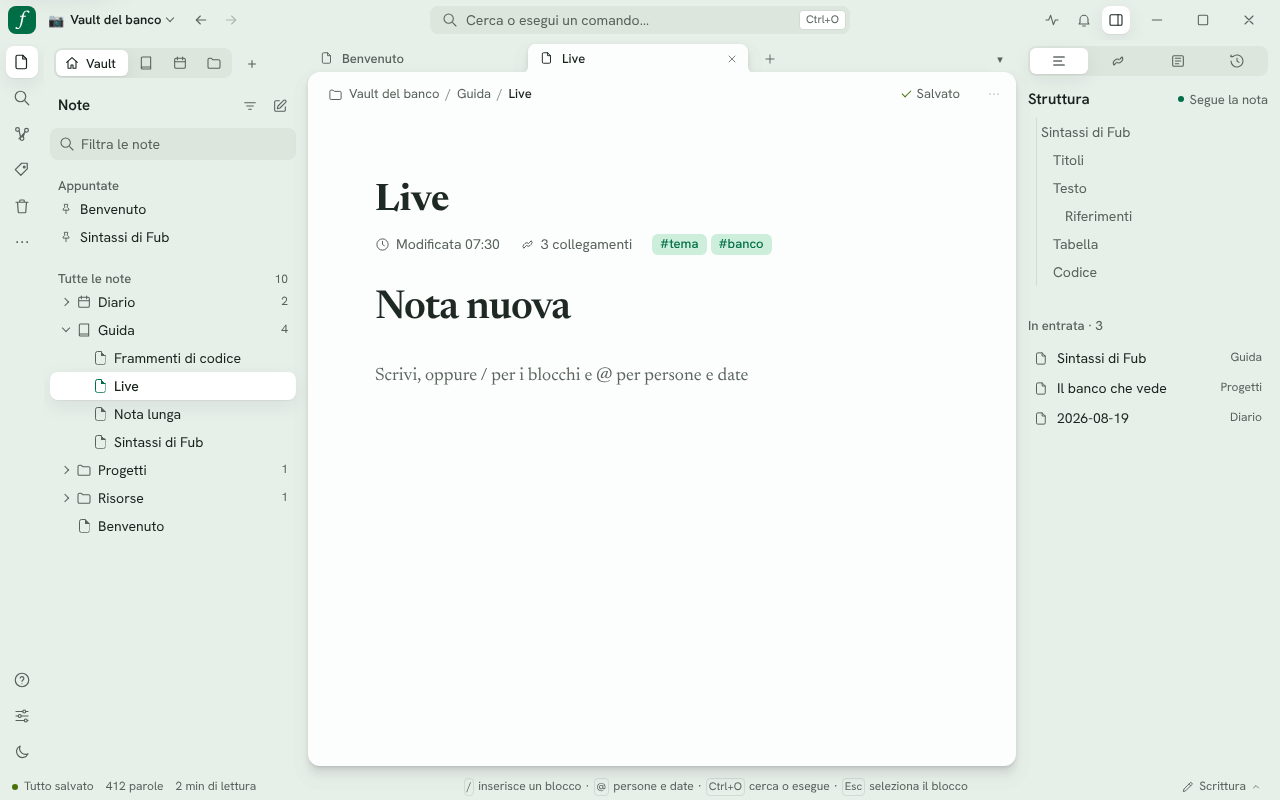 Vault del banco
Cerca o esegui un comando…
Ctrl+O
Vault
Benvenuto
Live
Note
Filtra le note
Appuntate
Benvenuto
Sintassi di Fub
Tutte le note 10
Diario 2
Guida 4
Frammenti di codice
Live
Nota lunga
Sintassi di Fub
Progetti 1
Risorse 1
Benvenuto
Vault del banco / Guida / Live
Salvato
Live
Modificata 07:30 3 collegamenti #tema #banco
Nota nuova
Scrivi, oppure / per i blocchi e @ per persone e date
Struttura
Segue la nota
Sintassi di Fub
Titoli
Testo
Riferimenti
Tabella
Codice
In entrata · 3
Sintassi di Fub Guida
Il banco che vede Progetti
2026-08-19 Diario
Tutto salvato 412 parole 2 min di lettura
/ inserisce un blocco · @ persone e date · Ctrl+O cerca o esegue · Esc seleziona il blocco
Scrittura